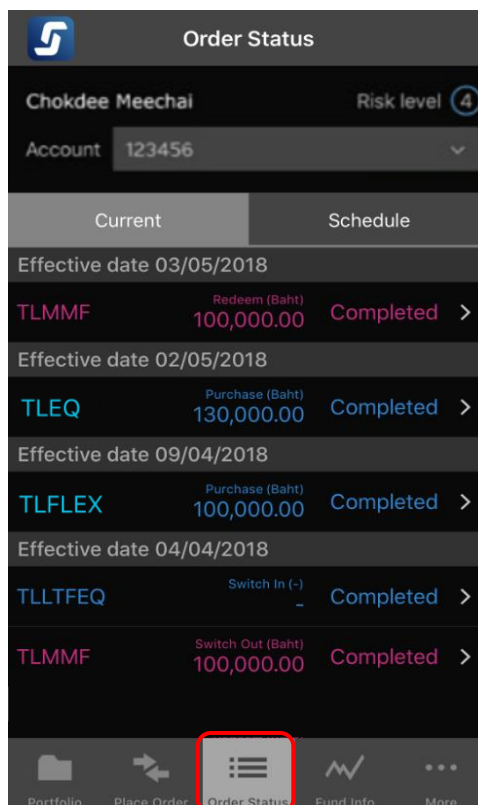 Order Status
Chokdee Meechai Risk level 4
Account 123456
Current Schedule
Effective date 03/05/2018
Redeem (Baht)
TLMMF 100,000.00 Completed >
Effective date 02/05/2018
Purchase (Baht)
TLEQ 130,000.00 Completed >
Effective date 09/04/2018
Purchase (Baht)
TLFLEX 100,000.00 Completed >
Effective date 04/04/2018
Switch In (-)
TLLTFEQ - Completed >
Switch Out (Baht)
TLMMF 100,000.00 Completed >
Portfolio Place Order Order Status Fund Info More